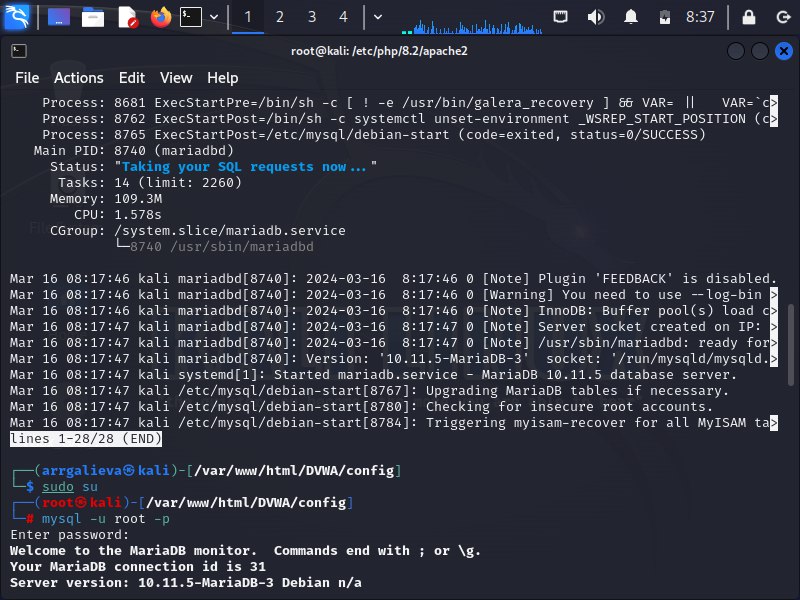 1 2 3 4 8:37
root@kali: /etc/php/8.2/apache2
File Actions Edit View Help
Process: 8681 ExecStartPre=/bin/sh -c [ ! -e /usr/bin/galera_recovery ] && VAR= || VAR=`c>
Process: 8762 ExecStartPost=/bin/sh -c systemctl unset-environment _WSREP_START_POSITION (c>
Process: 8765 ExecStartPost=/etc/mysql/debian-start (code=exited, status=0/SUCCESS)
Main PID: 8740 (mariadbd)
Status: "Taking your SQL requests now..."
Tasks: 14 (limit: 2260)
Memory: 109.3M
CPU: 1.578s
CGroup: /system.slice/mariadb.service
└─8740 /usr/sbin/mariadbd
Mar 16 08:17:46 kali mariadbd[8740]: 2024-03-16  8:17:46 0 [Note] Plugin 'FEEDBACK' is disabled.
Mar 16 08:17:46 kali mariadbd[8740]: 2024-03-16  8:17:46 0 [Warning] You need to use --log-bin >
Mar 16 08:17:46 kali mariadbd[8740]: 2024-03-16  8:17:46 0 [Note] InnoDB: Buffer pool(s) load c>
Mar 16 08:17:47 kali mariadbd[8740]: 2024-03-16  8:17:47 0 [Note] Server socket created on IP: >
Mar 16 08:17:47 kali mariadbd[8740]: 2024-03-16  8:17:47 0 [Note] /usr/sbin/mariadbd: ready for>
Mar 16 08:17:47 kali mariadbd[8740]: Version: '10.11.5-MariaDB-3'  socket: '/run/mysqld/mysqld.>
Mar 16 08:17:47 kali systemd[1]: Started mariadb.service - MariaDB 10.11.5 database server.
Mar 16 08:17:47 kali /etc/mysql/debian-start[8767]: Upgrading MariaDB tables if necessary.
Mar 16 08:17:47 kali /etc/mysql/debian-start[8780]: Checking for insecure root accounts.
Mar 16 08:17:47 kali /etc/mysql/debian-start[8784]: Triggering myisam-recover for all MyISAM ta>
lines 1-28/28 (END)
┌──(arrgalieva㉿kali)-[/var/www/html/DVWA/config]
└─$ sudo su
┌──(root㉿kali)-[/var/www/html/DVWA/config]
└─# mysql -u root -p
Enter password:
Welcome to the MariaDB monitor.  Commands end with ; or \g.
Your MariaDB connection id is 31
Server version: 10.11.5-MariaDB-3 Debian n/a